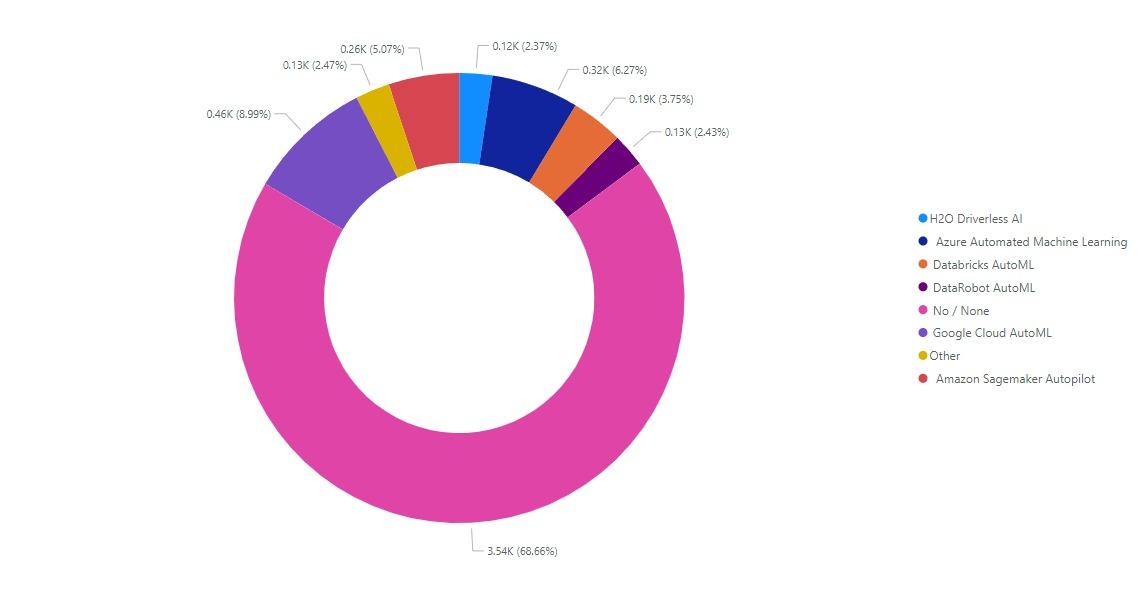 0.26K (5.07%)
0.12K (2.37%)
0.13K (2.47%)
0.32K (6.27%)
0.19K (3.75%)
0.46K (8.99%)
0.13K (2.43%)
3.54K (68.66%)
H2O Driverless AI
Azure Automated Machine Learning
Databricks AutoML
DataRobot AutoML
No / None
Google Cloud AutoML
Other
Amazon Sagemaker Autopilot